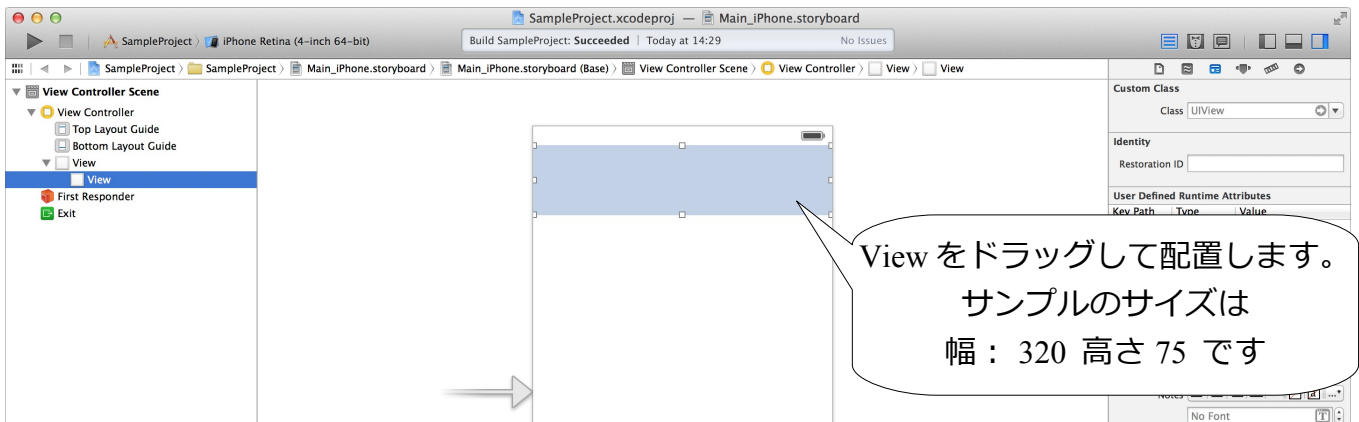 SampleProject.xcodeproj — Main_iPhone.storyboard
SampleProject 〉 iPhone Retina (4-inch 64-bit)
Build SampleProject: Succeeded | Today at 14:29
No Issues
SampleProject 〉 SampleProject 〉 Main_iPhone.storyboard 〉 Main_iPhone.storyboard (Base) 〉 View Controller Scene 〉 View Controller 〉 View 〉 View
View Controller Scene
View Controller
Top Layout Guide
Bottom Layout Guide
View
View
First Responder
Exit
Custom Class
Class UIView
Identity
Restoration ID
User Defined Runtime Attributes
Key Path Type Value
View をドラッグして配置します。
サンプルのサイズは
幅： 320 高さ 75 です
Notes
No Font